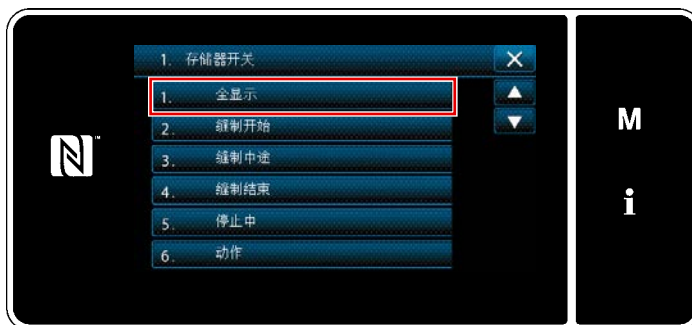 1. 存储器开关
1. 全显示
2. 缝制开始
3. 缝制中途
4. 缝制结束
5. 停止中
6. 动作
M
i